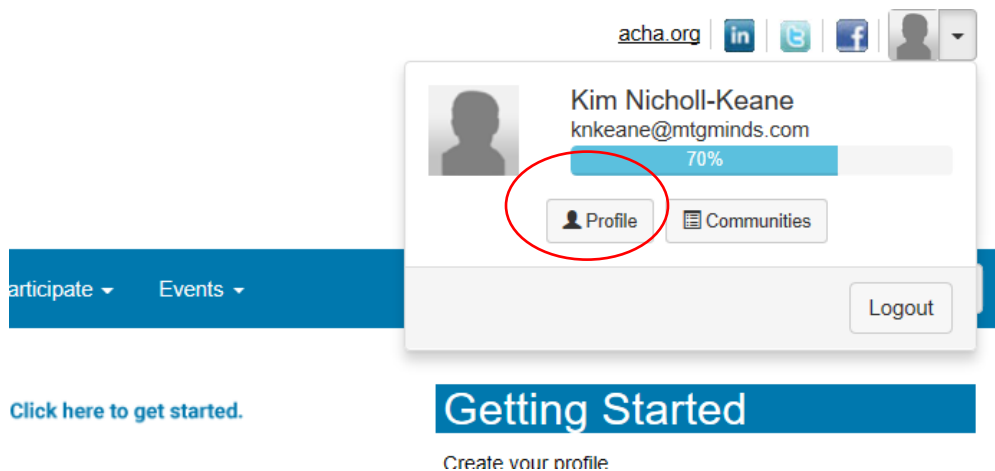 acha.org
in
f
Kim Nicholl-Keane
knkeane@mtgminds.com
70%
Profile
Communities
articipate
Events
Logout
Click here to get started.
Getting Started
Create your profile